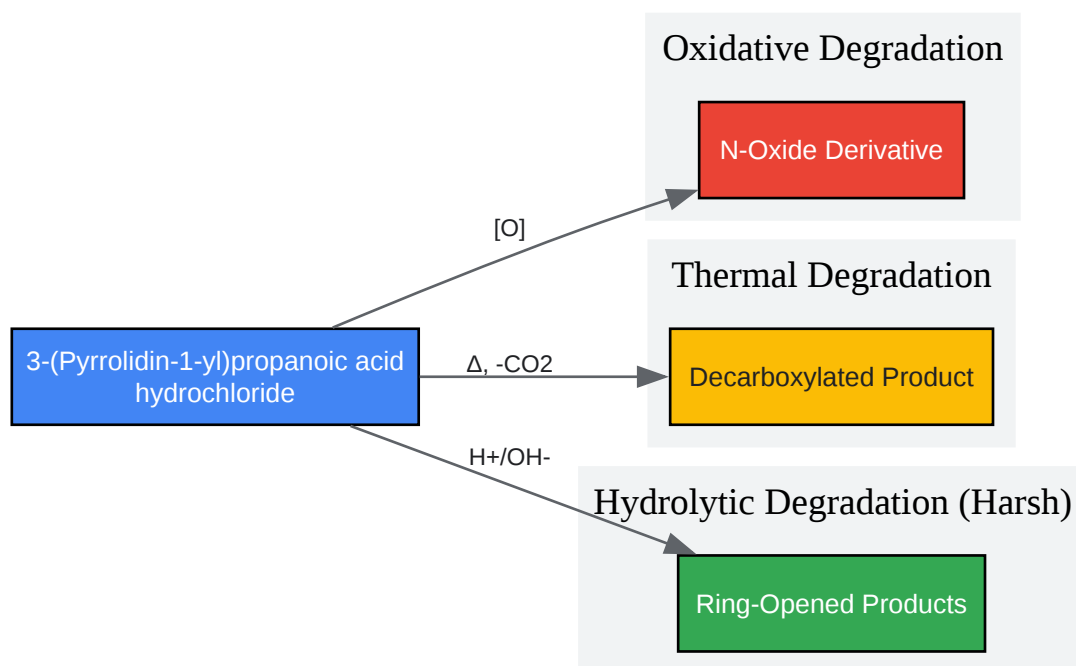 Oxidative Degradation
N-Oxide Derivative
[O]
Thermal Degradation
3-(Pyrrolidin-1-yl)propanoic acid
hydrochloride
Δ, -CO2
Decarboxylated Product
H+/OH-
Hydrolytic Degradation (Harsh)
Ring-Opened Products